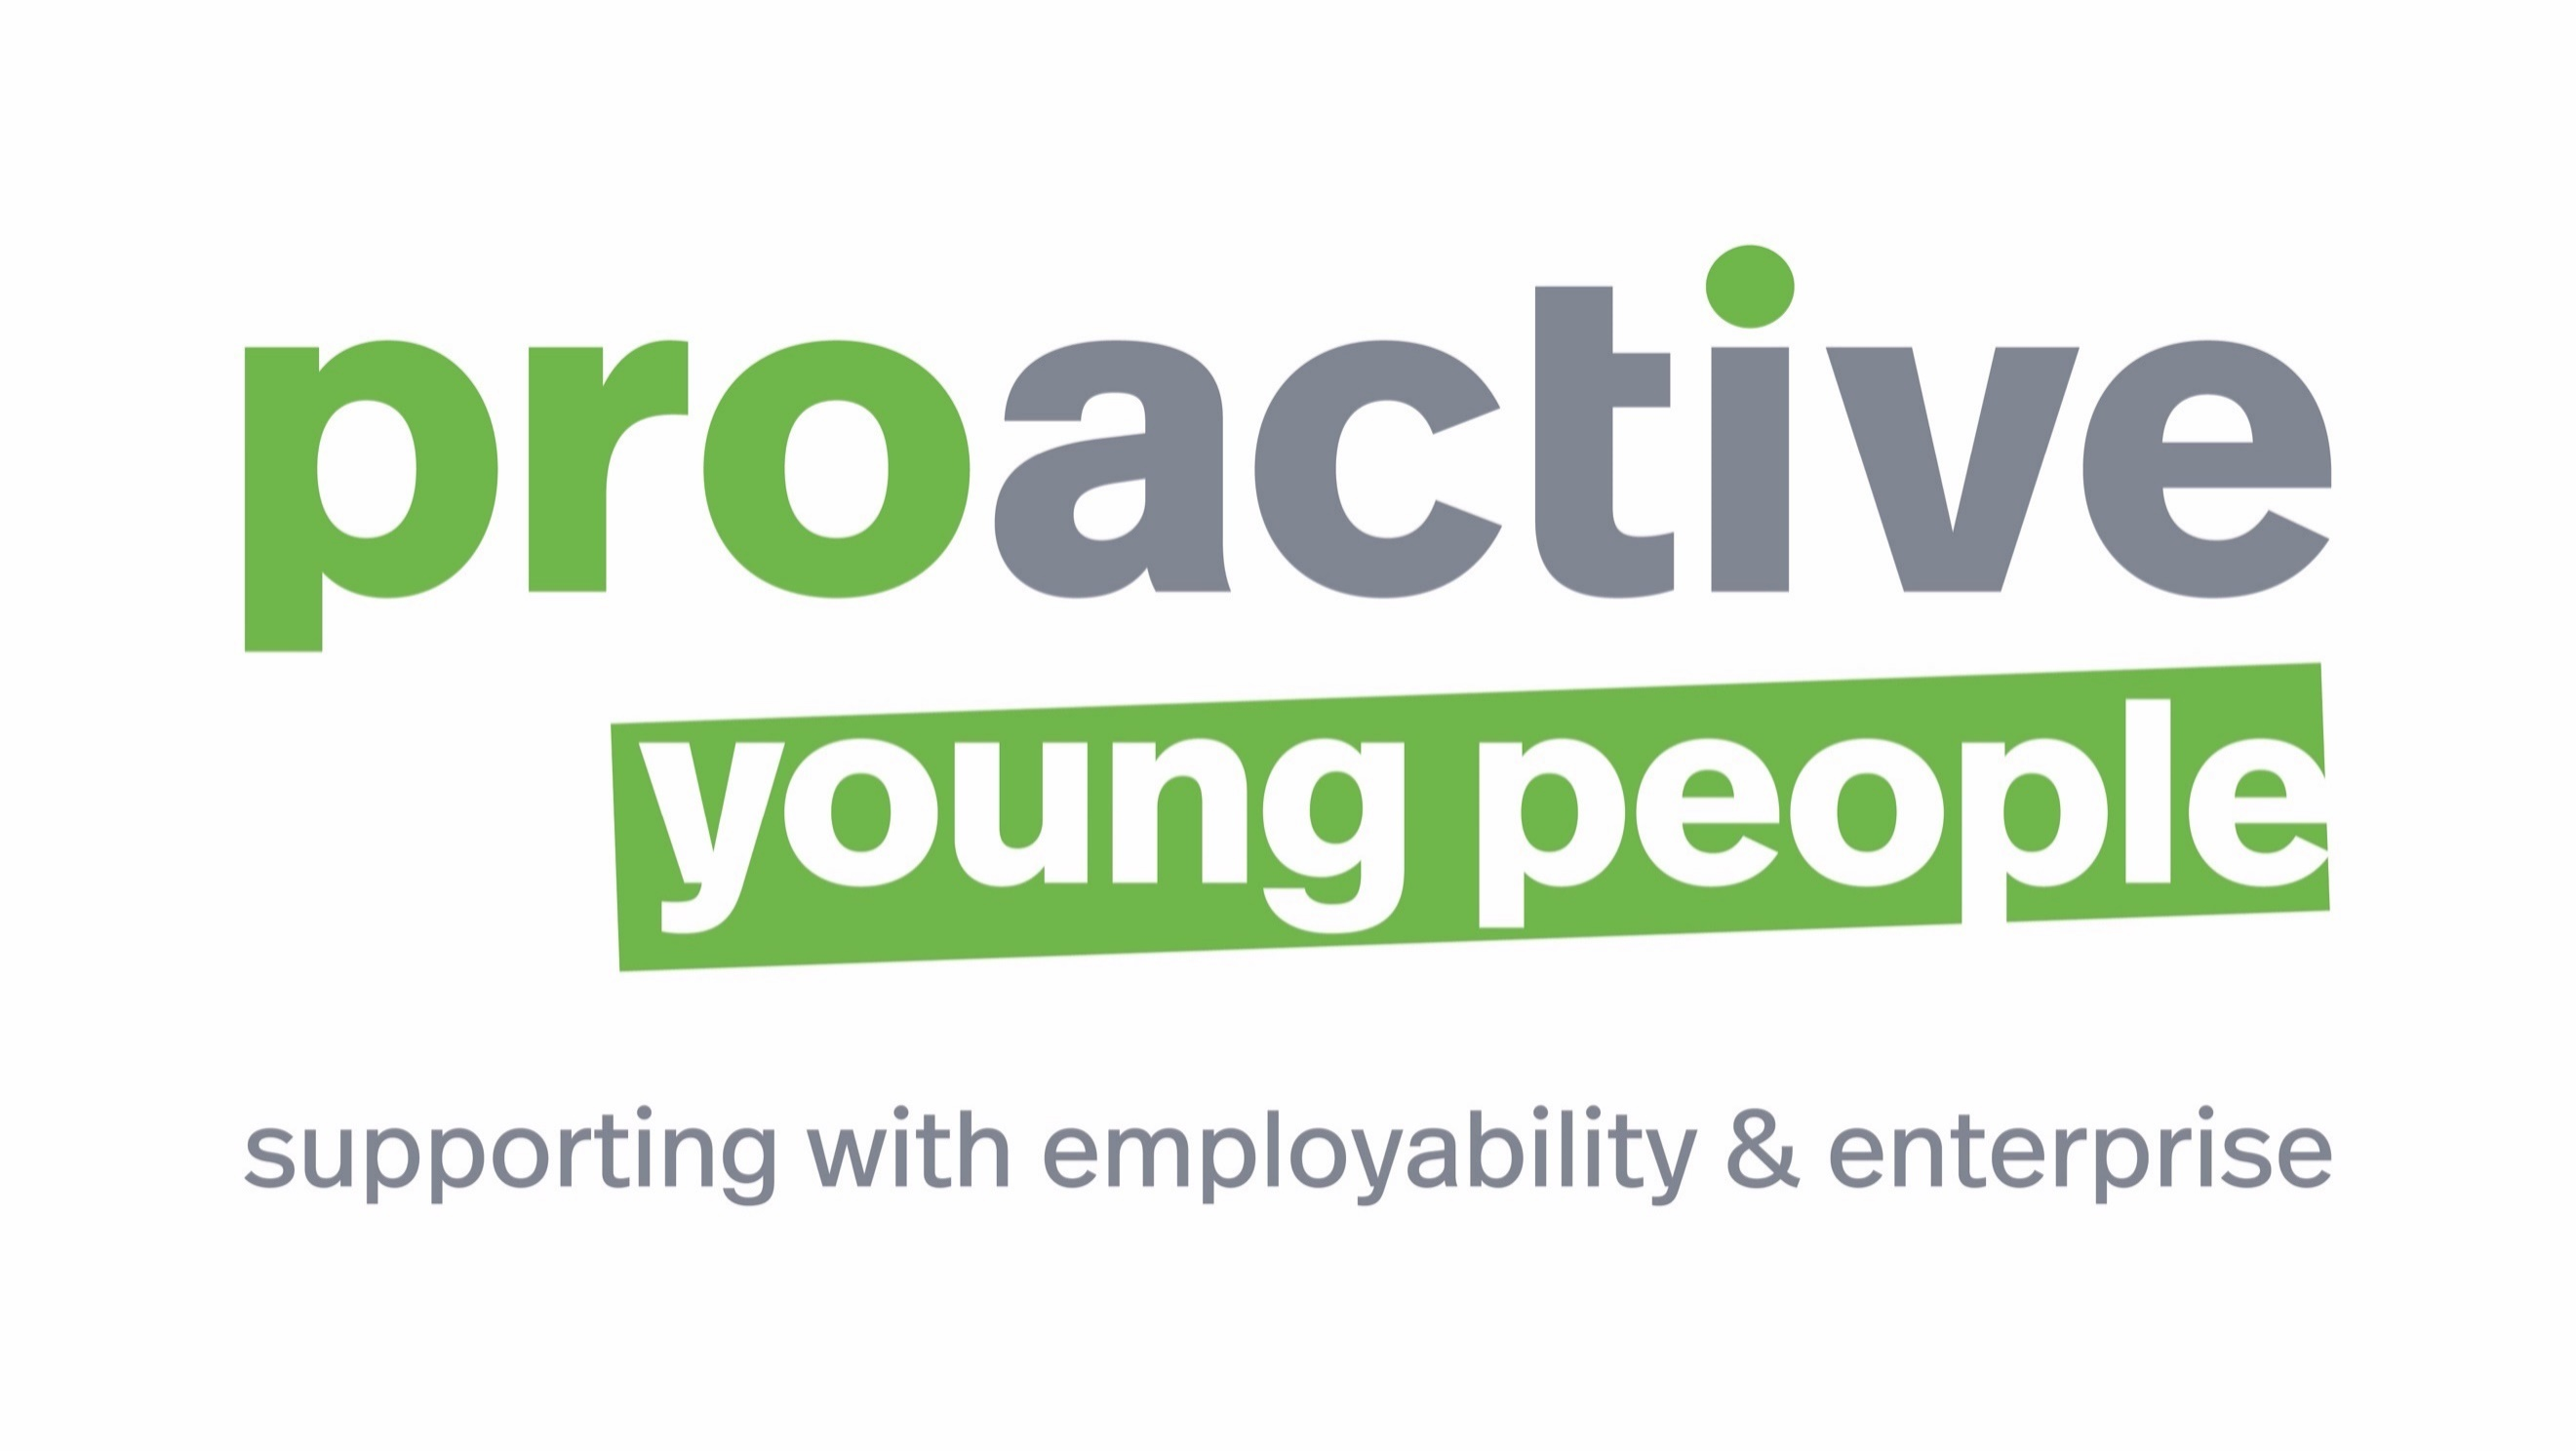 proactive
young people
supporting with employability & enterprise